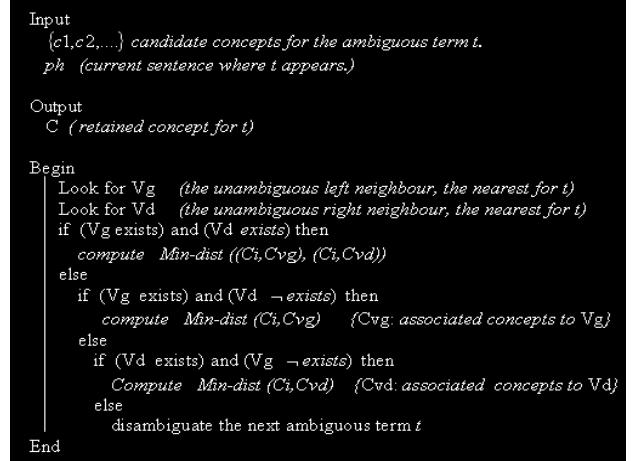 Input
{c1,c2,....} candidate concepts for the ambiguous term t.
ph (current sentence where t appears.)
Output
C ( retained concept for t)
Begin
Look for Vg (the unambiguous left neighbour, the nearest for t)
Look for Vd (the unambiguous right neighbour, the nearest for t)
if (Vg exists) and (Vd exists) then
compute Min-dist ((Ci,Cvg), (Ci,Cvd))
else
if (Vg exists) and (Vd ¬ exists) then
compute Min-dist (Ci,Cvg) {Cvg: associated concepts to Vg}
else
if (Vd exists) and (Vg ¬ exists) then
Compute Min-dist (Ci,Cvd) {Cvd: associated concepts to Vd}
else
disambiguate the next ambiguous term t
End